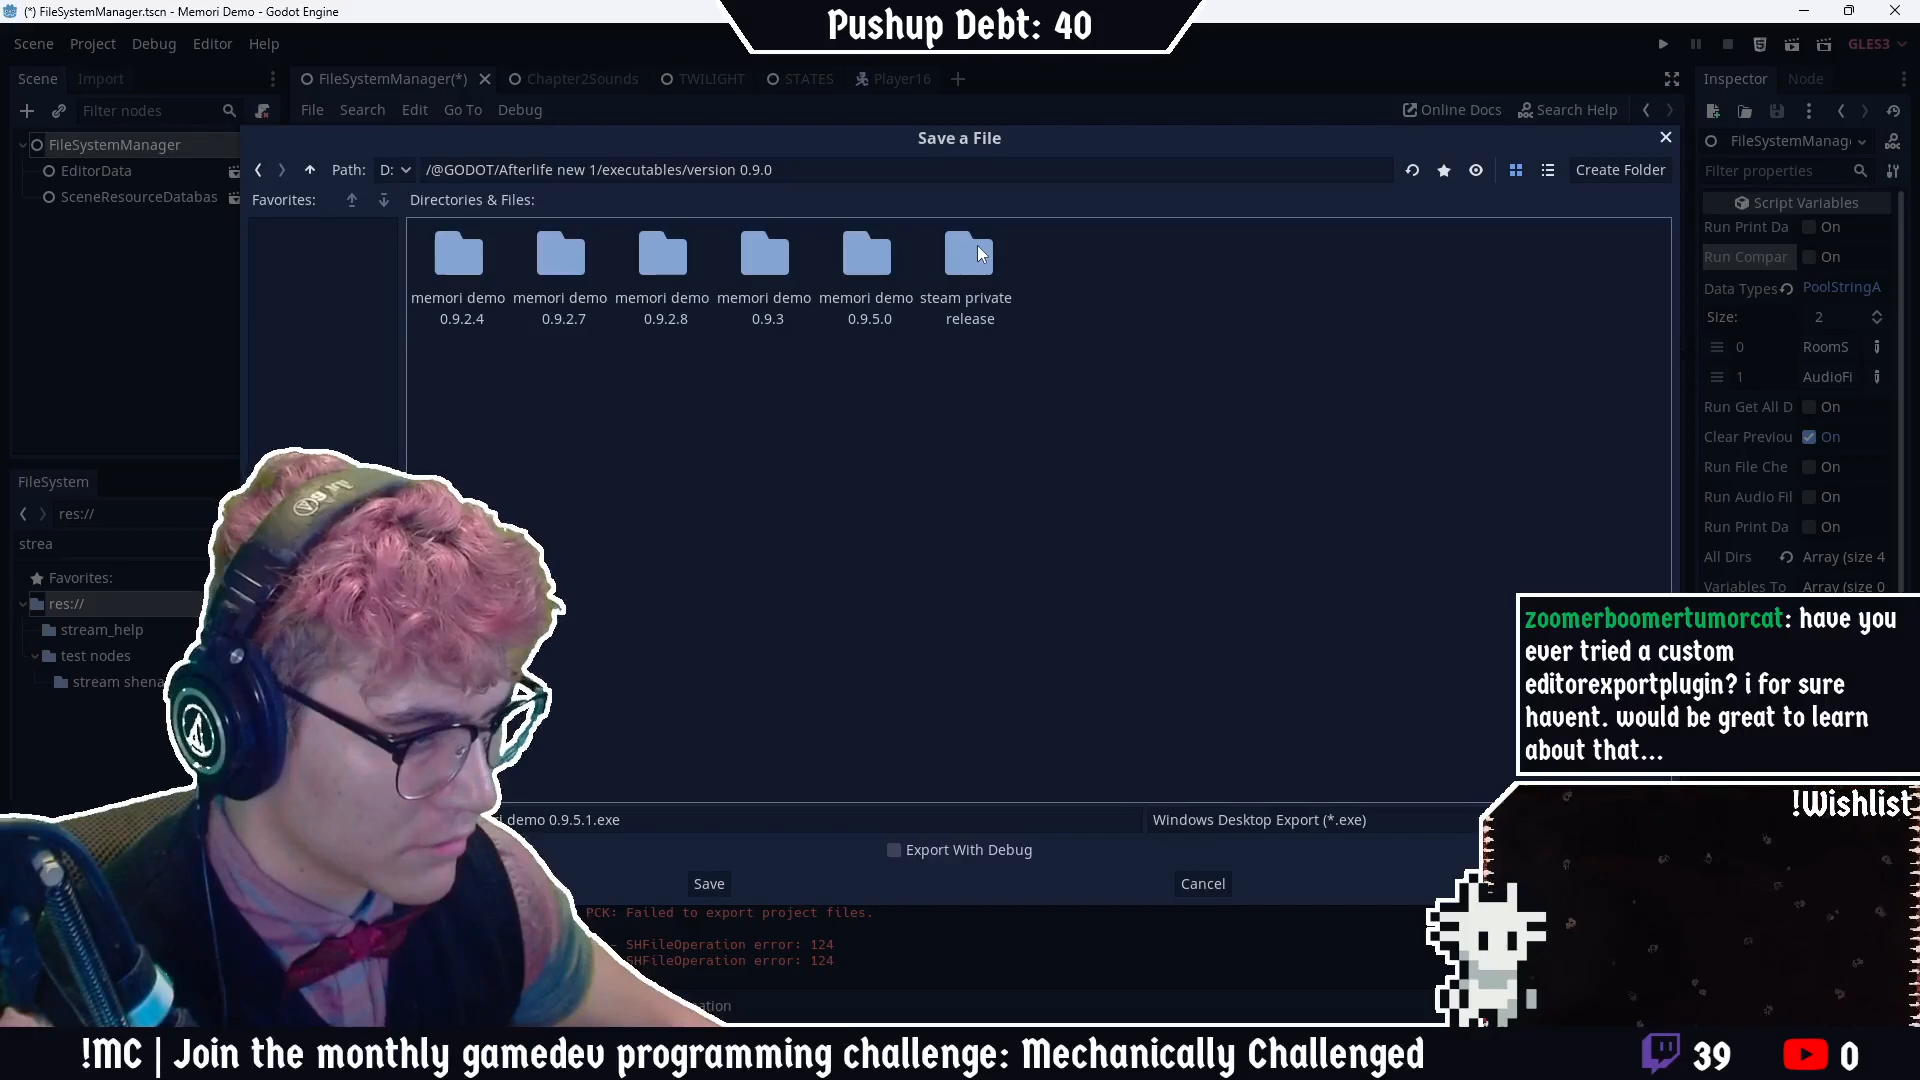 (*) FileSystemManager.tscn - Memori Demo - Godot Engine
Pushup Debt: 40
Scene Project Debug Editor Help
GLES3
Scene Import
FileSystemManager(*) Chapter2Sounds TWILIGHT STATES Player16
Inspector Node
Filter nodes
File Search Edit Go To Debug
Online Docs Search Help
FileSystemManager
EditorData
SceneResourceDatabas
Save a File
Path: D: /@GODOT/Afterlife new 1/executables/version 0.9.0
Create Folder
Favorites:
Directories & Files:
memori demo 0.9.2.4
memori demo 0.9.2.7
memori demo 0.9.2.8
memori demo 0.9.3
memori demo 0.9.5.0
steam private release
demo 0.9.5.1.exe
Windows Desktop Export (*.exe)
Export With Debug
Save
Cancel
PCK: Failed to export project files.
SHFileOperation error: 124
SHFileOperation error: 124
FileSystemManag
Filter properties
Script Variables
Run Print Da On
Run Compar On
Data Types PoolStringA
Size: 2
0 RoomS
1 AudioFi
Run Get All D On
Clear Previou On
Run File Che On
Run Audio Fil On
Run Print Da On
All Dirs Array (size 4
Variables To Array (size 0
FileSystem
res://
strea
Favorites:
res://
stream_help
test nodes
stream shena
zoomerboomertumorcat: have you
ever tried a custom
editorexportplugin? i for sure
havent. would be great to learn
about that...
!Wishlist
!MC | Join the monthly gamedev programming challenge: Mechanically Challenged
39
0